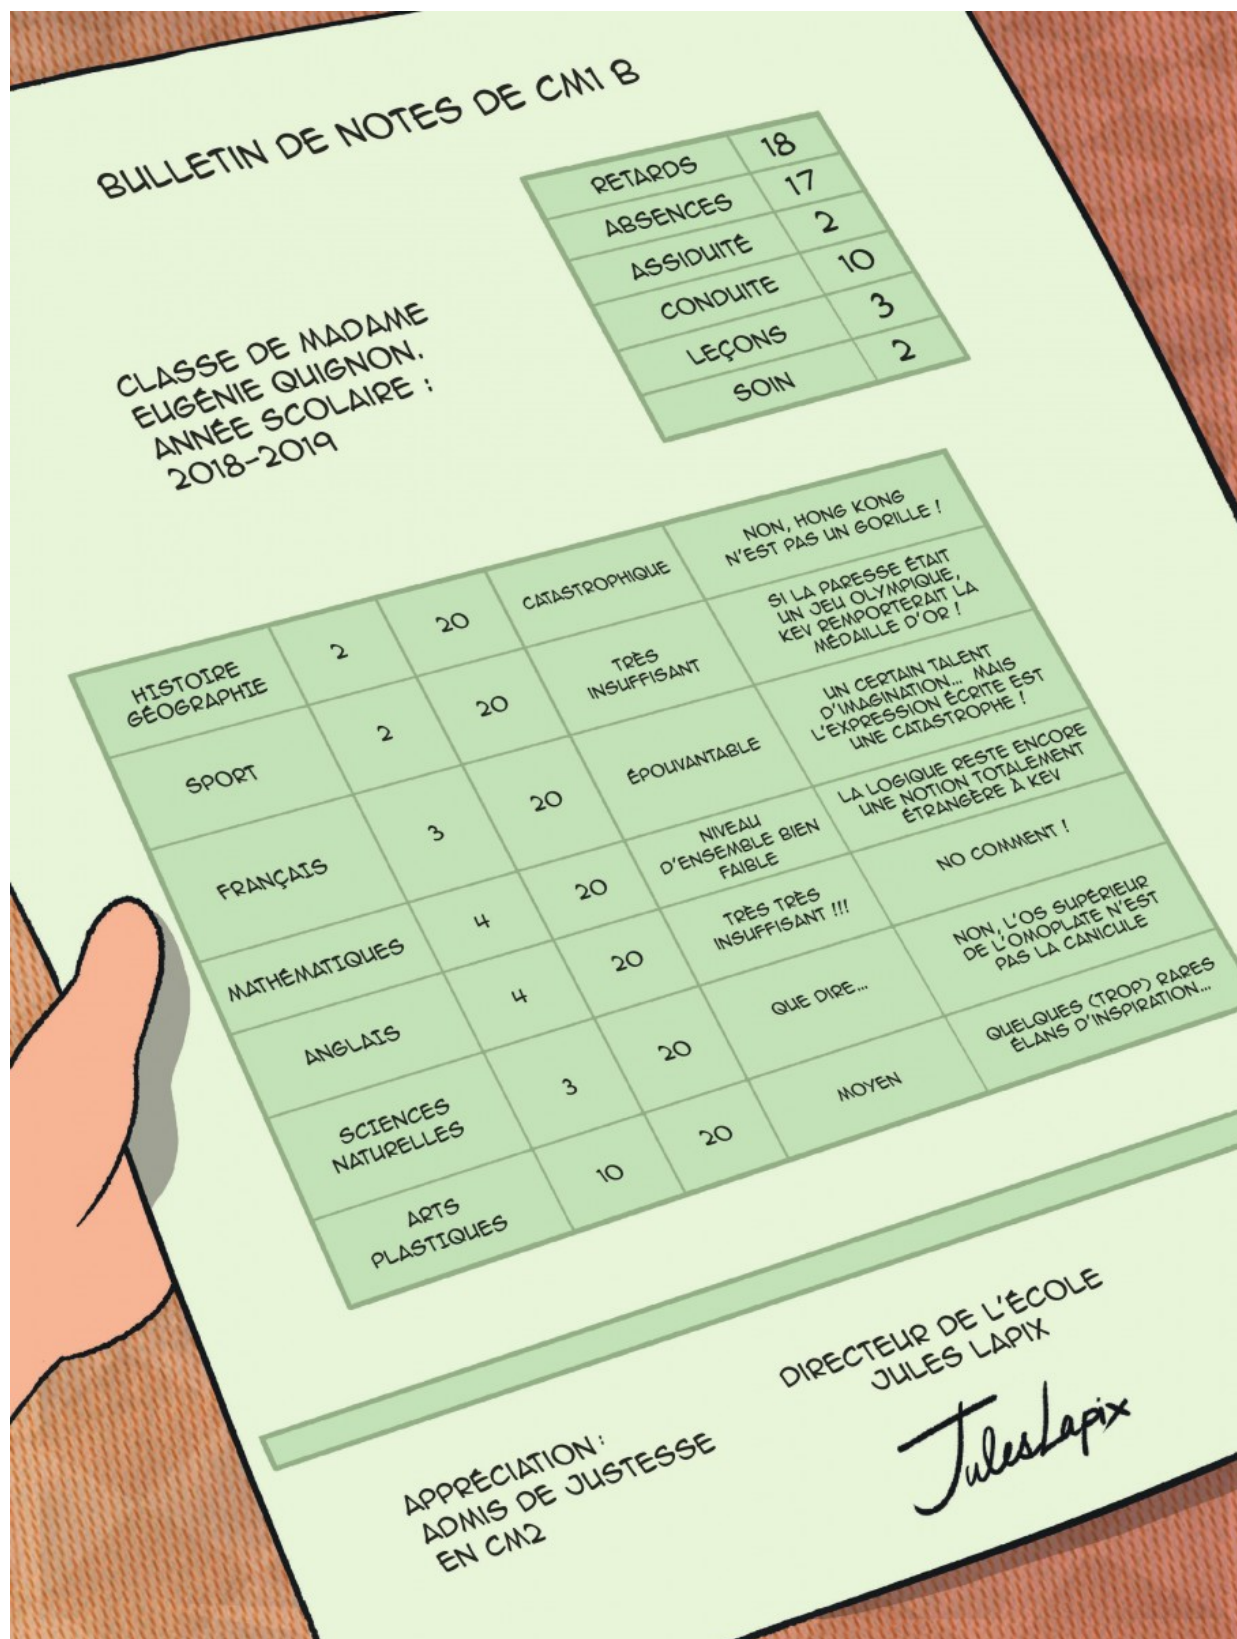 BULLETIN DE NOTES DE CM1 B
RETARDS 18
ABSENCES 17
ASSIDUITÉ 2
CONDUITE 10
LEÇONS 3
SOIN 2
CLASSE DE MADAME
EUGÉNIE QUIGNON.
ANNÉE SCOLAIRE :
2018-2019
HISTOIRE
GÉOGRAPHIE
2
20
CATASTROPHIQUE
NON, HONG KONG
N'EST PAS UN GORILLE !
SPORT
2
20
TRÈS
INSUFFISANT
SI LA PARESSE ÉTAIT
UN JEU OLYMPIQUE,
KEV REMPORTERAIT LA
MÉDAILLE D'OR !
FRANÇAIS
3
20
ÉPOUVANTABLE
UN CERTAIN TALENT
D'IMAGINATION... MAIS
L'EXPRESSION ÉCRITE EST
UNE CATASTROPHE !
MATHÉMATIQUES
4
20
NIVEAU
D'ENSEMBLE BIEN
FAIBLE
LA LOGIQUE RESTE ENCORE
UNE NOTION TOTALEMENT
ÉTRANGÈRE À KEV
ANGLAIS
4
20
TRÈS TRÈS
INSUFFISANT !!!
NO COMMENT !
SCIENCES
NATURELLES
3
20
QUE DIRE...
NON, L'OS SUPÉRIEUR
DE L'OMOPLATE N'EST
PAS LA CANICULE
ARTS
PLASTIQUES
10
20
MOYEN
QUELQUES (TROP) RARES
ÉLANS D'INSPIRATION...
DIRECTEUR DE L'ÉCOLE
JULES LAPIX
Jules Lapix
APPRÉCIATION :
ADMIS DE JUSTESSE
EN CM2